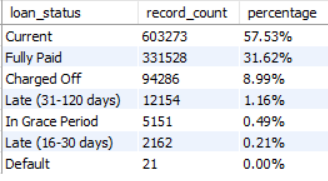 loan_status record_count percentage
Current 603273 57.53%
Fully Paid 331528 31.62%
Charged Off 94286 8.99%
Late (31-120 days) 12154 1.16%
In Grace Period 5151 0.49%
Late (16-30 days) 2162 0.21%
Default 21 0.00%